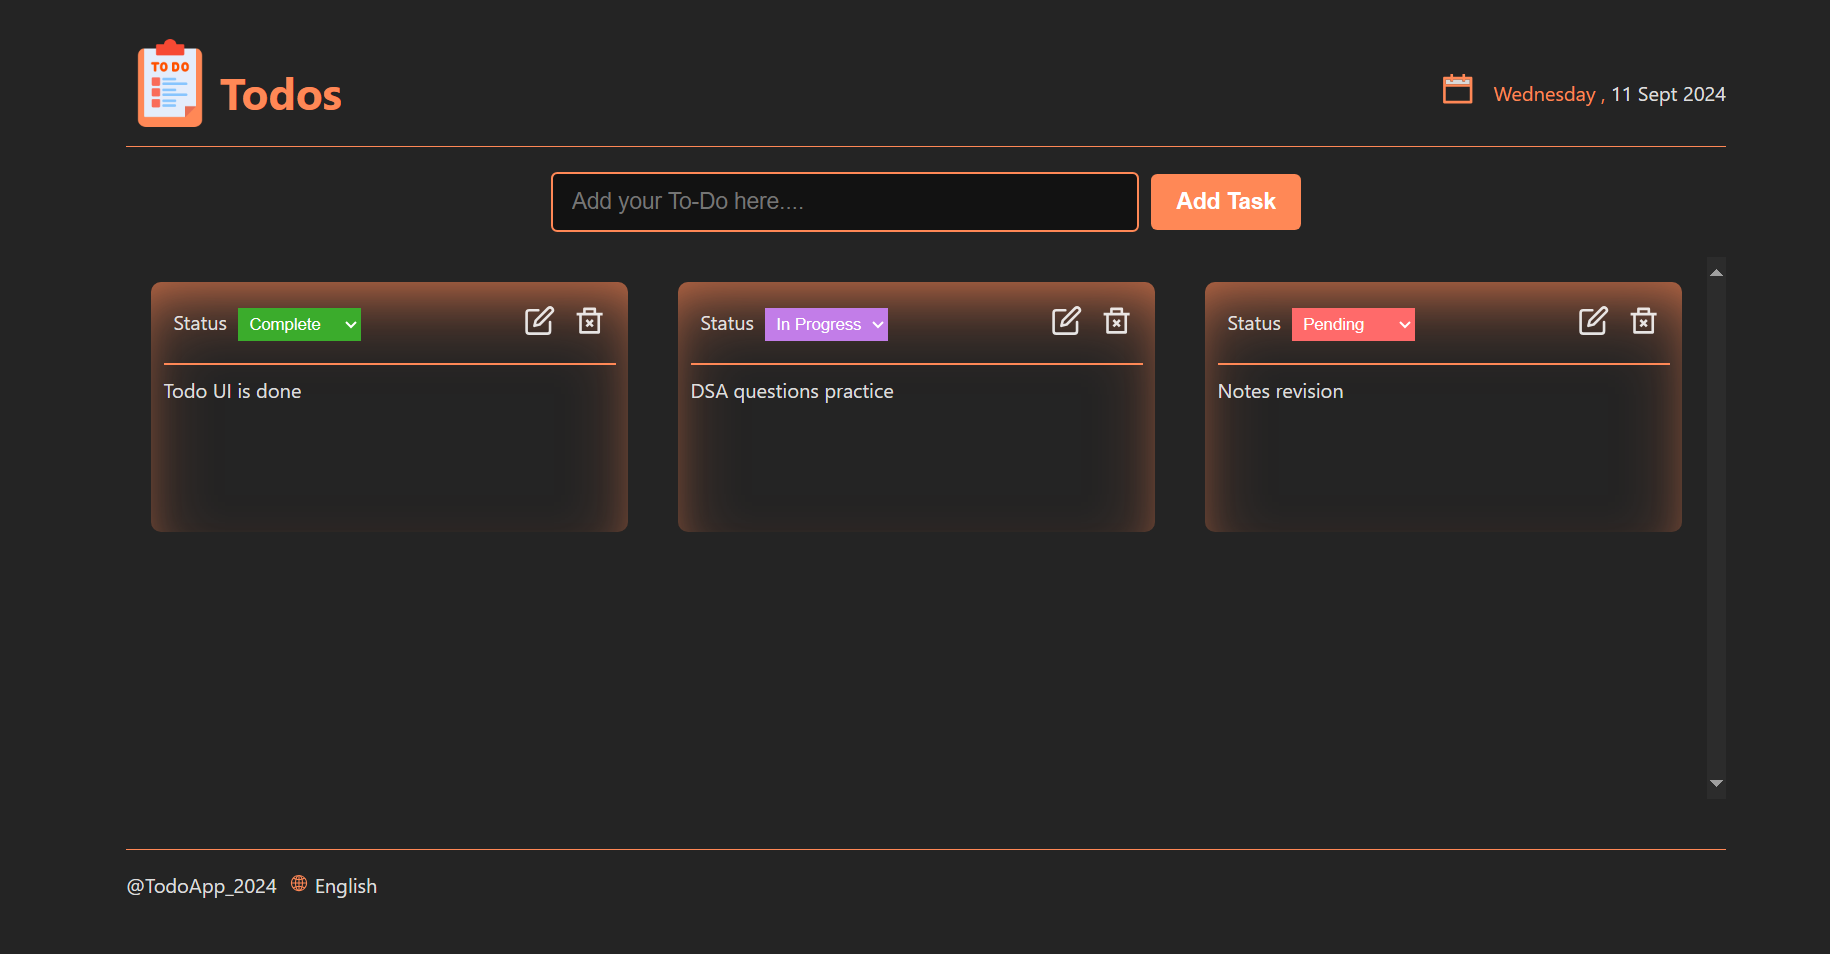 TO DO
Todos
Wednesday , 11 Sept 2024
Add your To-Do here....
Add Task
Status Complete
Todo UI is done
Status In Progress
DSA questions practice
Status Pending
Notes revision
@TodoApp_2024 English